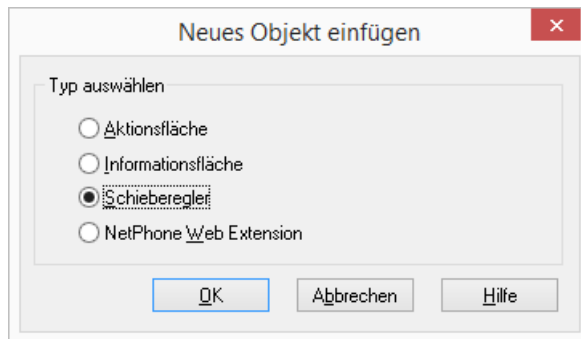 Neues Objekt einfügen
Typ auswählen
Aktionsfläche
Informationsfläche
Schieberegler
NetPhone Web Extension
OK Abbrechen Hilfe